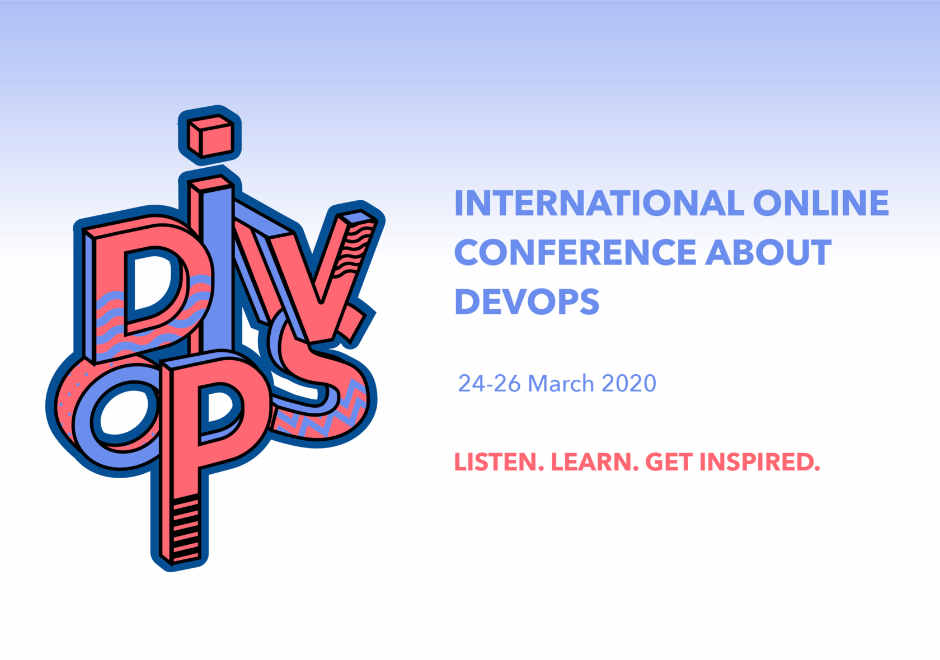 DiV.
OPS
INTERNATIONAL ONLINE
CONFERENCE ABOUT
DEVOPS
24-26 March 2020
LISTEN. LEARN. GET INSPIRED.